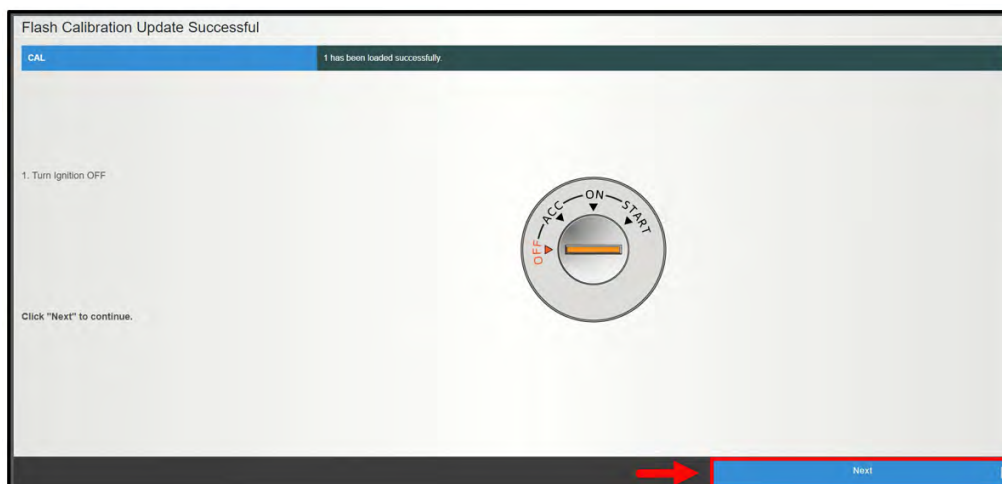 Flash Calibration Update Successful
CAL
1 has been loaded successfully.
1. Turn Ignition OFF
OFF
ACC
ON
START
Click "Next" to continue.
Next